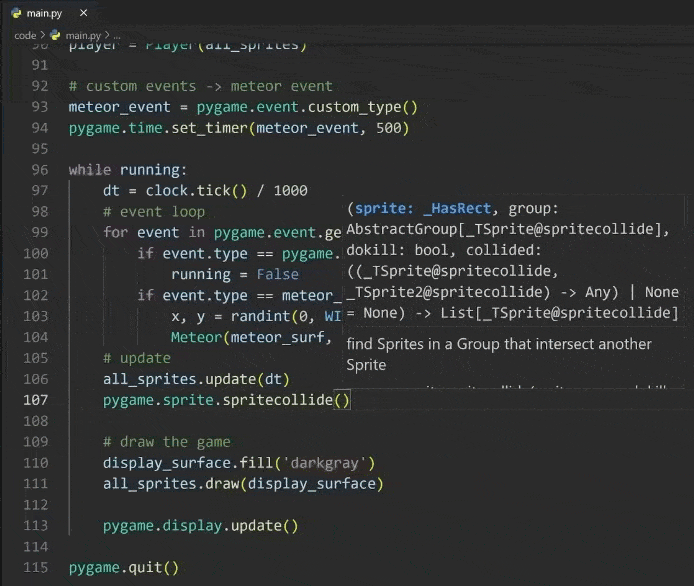 main.py
code > main.py > ...
90 player = Player(all_sprites)
91
92 # custom events -> meteor event
93 meteor_event = pygame.event.custom_type()
94 pygame.time.set_timer(meteor_event, 500)
95
96 while running:
97 dt = clock.tick() / 1000
98 # event loop
99 for event in pygame.event.ge
100 if event.type == pygame.
101 running = False
102 if event.type == meteor_
103 x, y = randint(0, WI
104 Meteor(meteor_surf,
105 # update
106 all_sprites.update(dt)
107 pygame.sprite.spritecollide()
108
109 # draw the game
110 display_surface.fill('darkgray')
111 all_sprites.draw(display_surface)
112
113 pygame.display.update()
114
115 pygame.quit()
(sprite: _HasRect, group:
AbstractGroup[_TSprite@spritecollide],
dokill: bool, collided:
((_TSprite@spritecollide,
_TSprite2@spritecollide) -> Any) | None
= None) -> List[_TSprite@spritecollide]
find Sprites in a Group that intersect another
Sprite